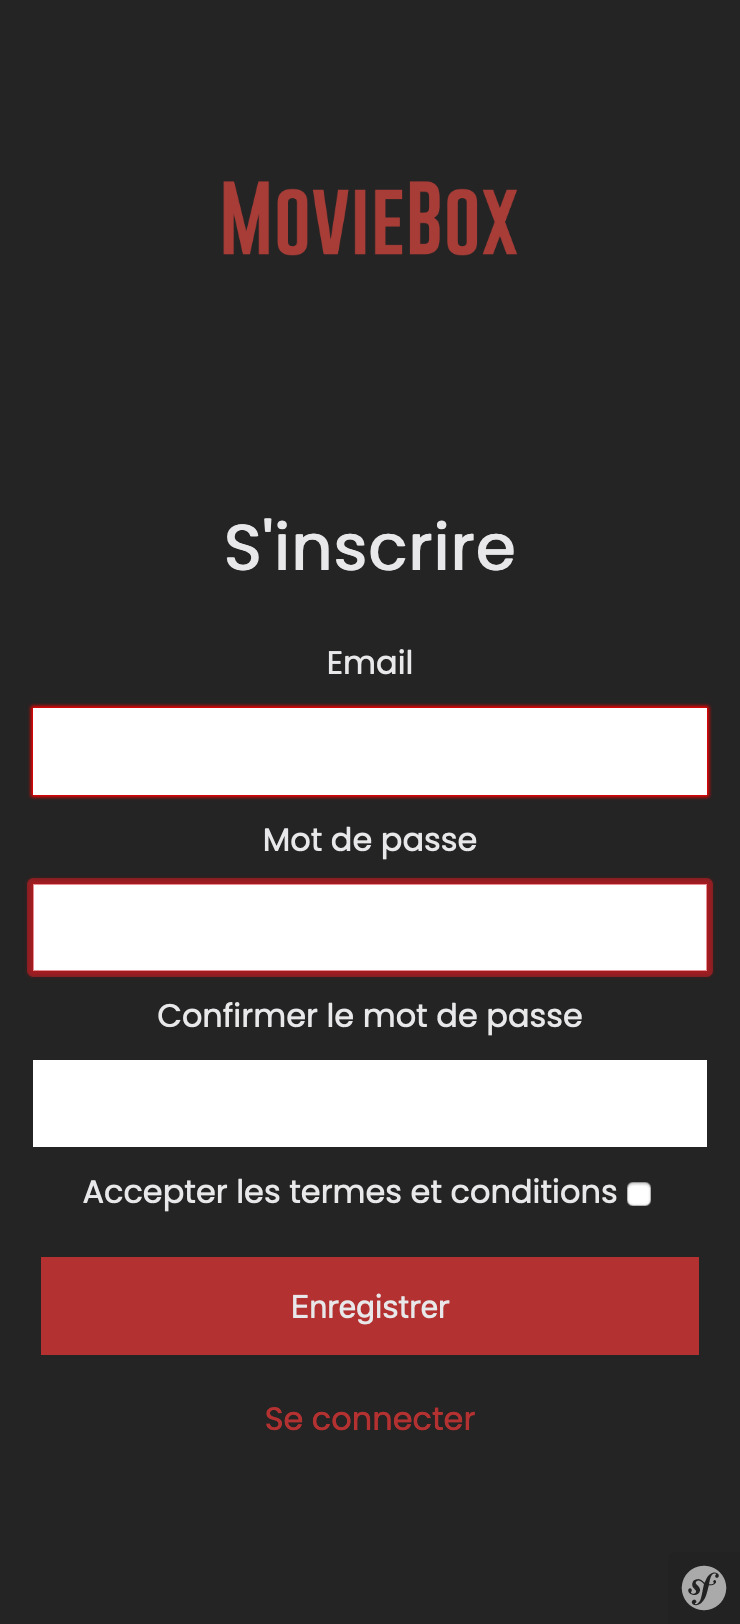 MovieBox
S'inscrire
Email
Mot de passe
Confirmer le mot de passe
Accepter les termes et conditions
Enregistrer
Se connecter
sf